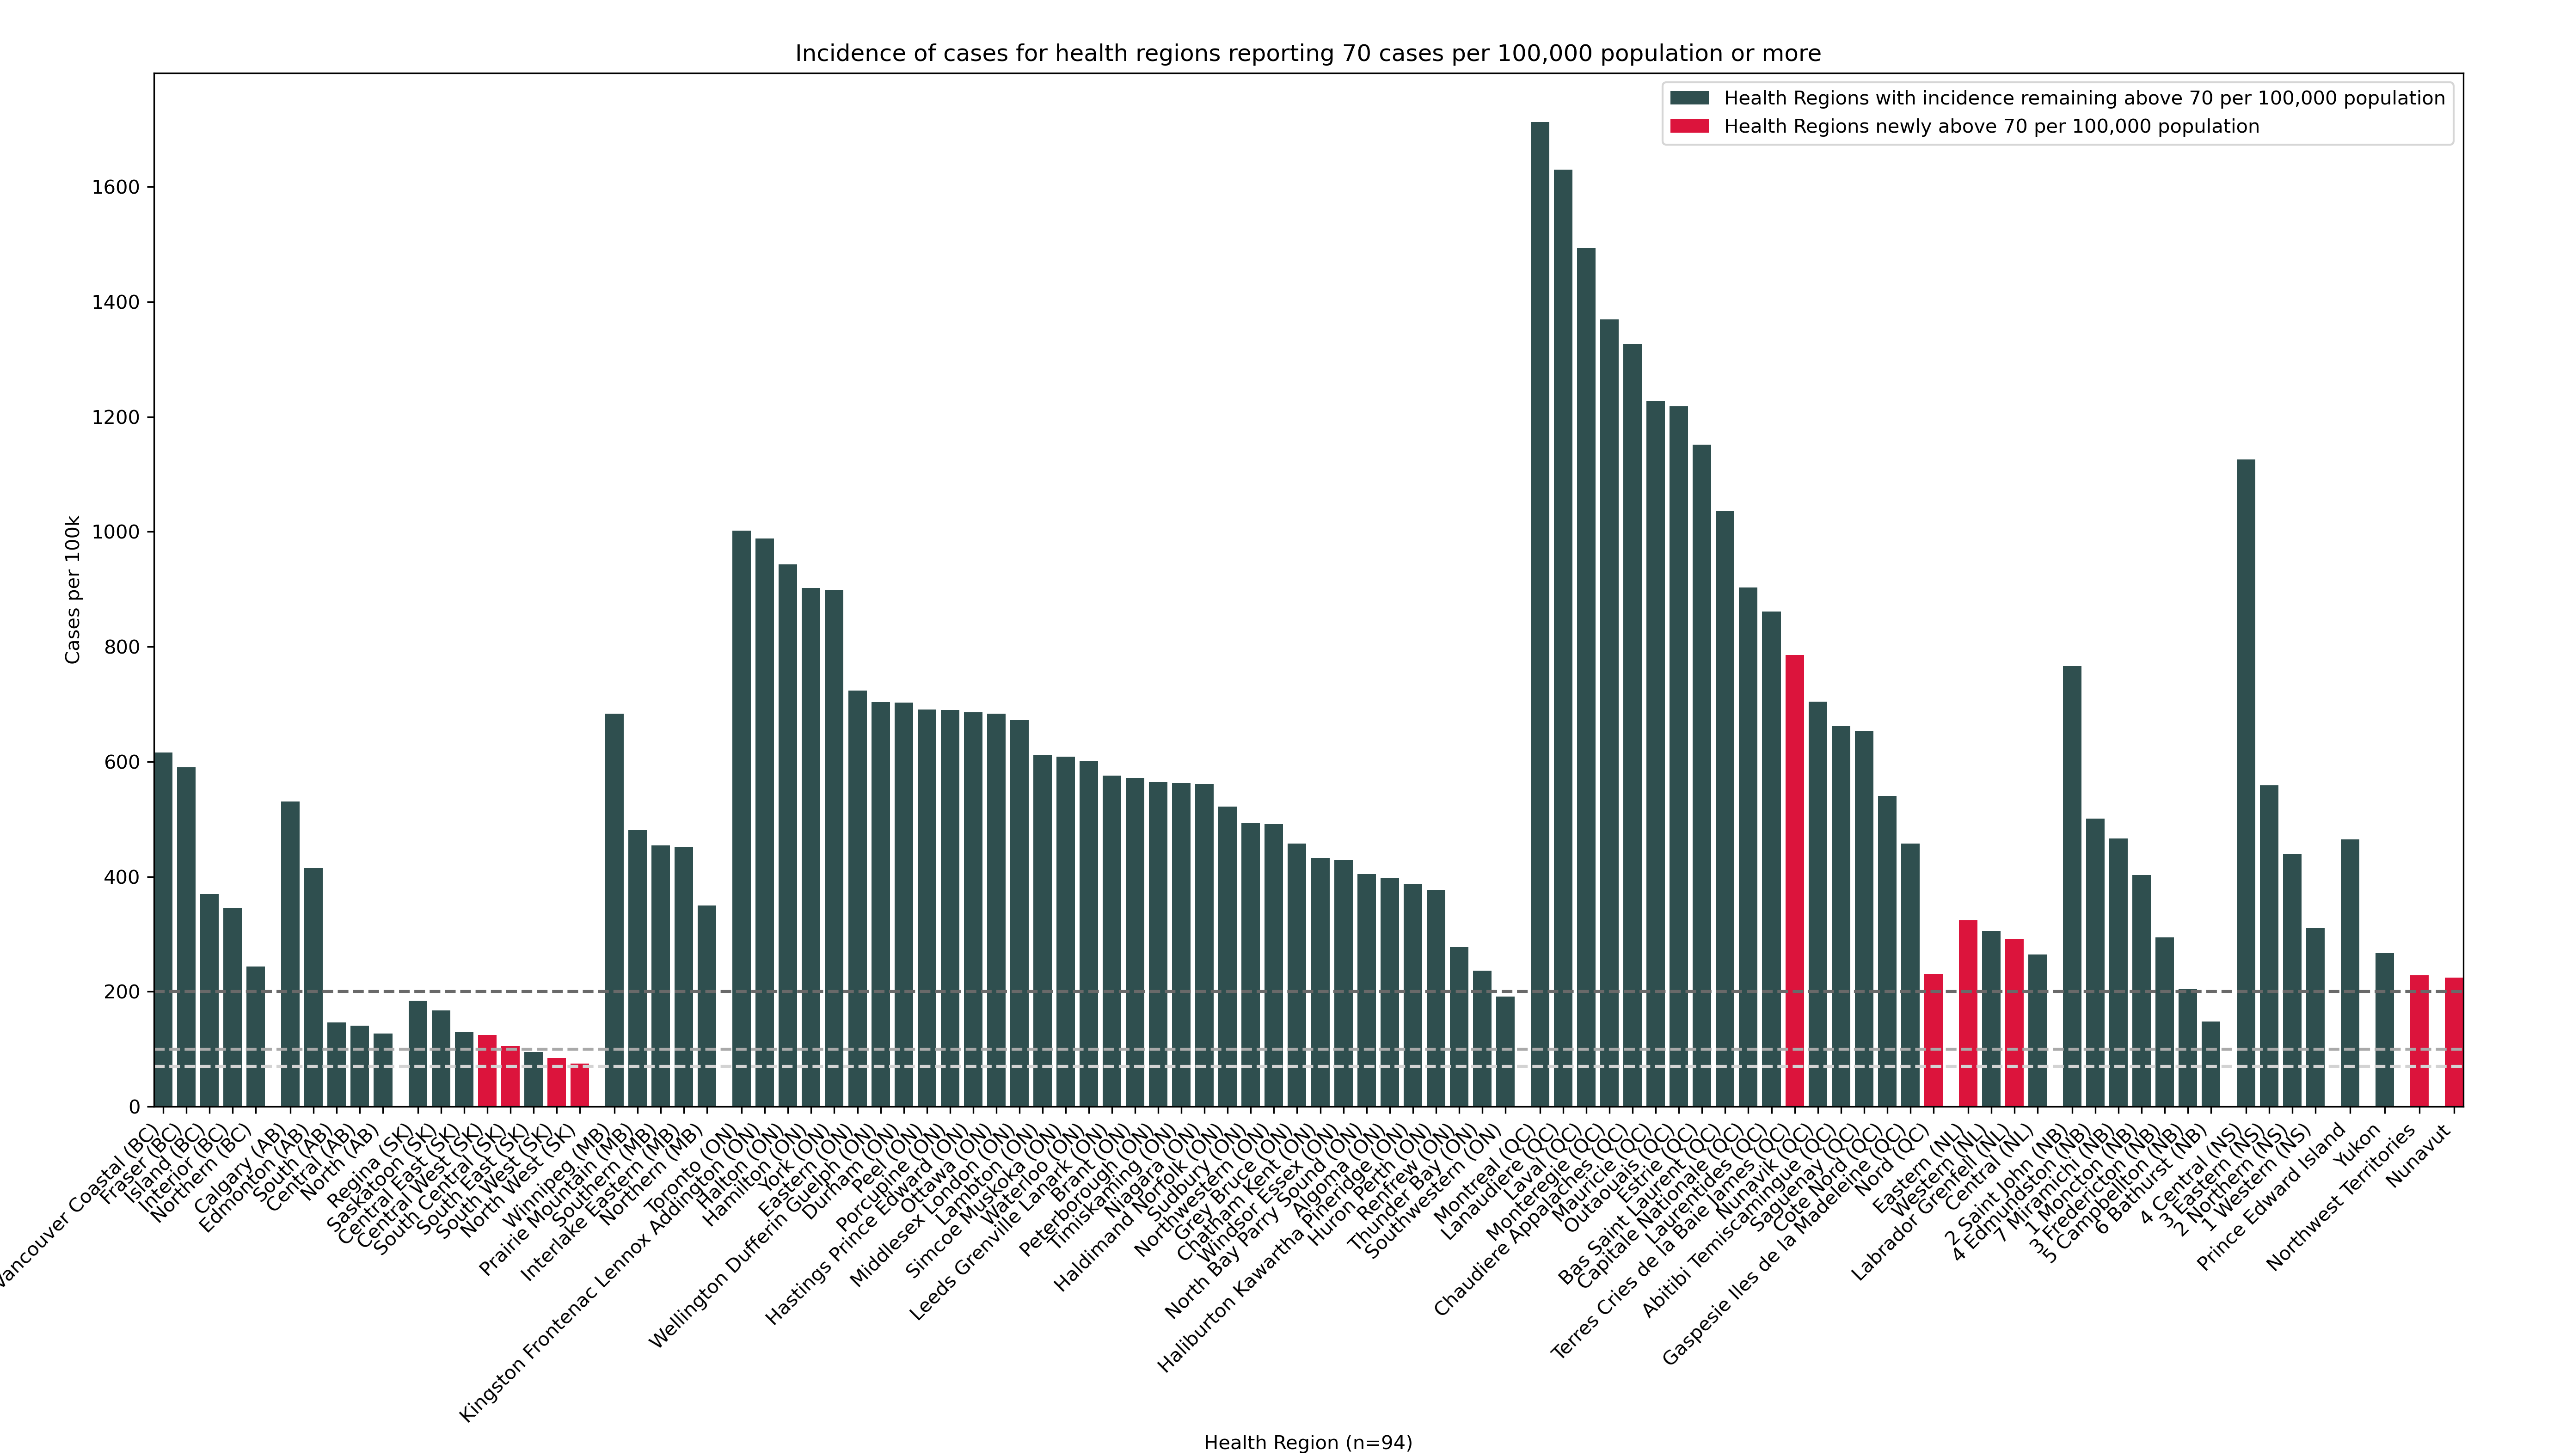 Incidence of cases for health regions reporting 70 cases per 100,000 population or more
Health Regions with incidence remaining above 70 per 100,000 population
Health Regions newly above 70 per 100,000 population
Cases per 100k
1600
1400
1200
1000
800
600
400
200
0
Vancouver Coastal (BC)
Fraser (BC)
Island (BC)
Interior (BC)
Northern (BC)
Calgary (AB)
Edmonton (AB)
South (AB)
Central (AB)
North (AB)
Regina (SK)
Saskatoon (SK)
Central East (SK)
Central West (SK)
South Central (SK)
South East (SK)
South West (SK)
North West (SK)
Winnipeg (MB)
Prairie Mountain (MB)
Southern (MB)
Interlake Eastern (MB)
Northern (MB)
Toronto (ON)
Kingston Frontenac Lennox Addington (ON)
Halton (ON)
Hamilton (ON)
York (ON)
Eastern (ON)
Wellington Dufferin Guelph (ON)
Durham (ON)
Peel (ON)
Porcupine (ON)
Hastings Prince Edward (ON)
Ottawa (ON)
Middlesex London (ON)
Lambton (ON)
Simcoe Muskoka (ON)
Waterloo (ON)
Leeds Grenville Lanark (ON)
Brant (ON)
Peterborough (ON)
Timiskaming (ON)
Niagara (ON)
Haldimand Norfolk (ON)
Sudbury (ON)
Northwestern (ON)
Grey Bruce (ON)
Chatham Kent (ON)
Windsor Essex (ON)
North Bay Parry Sound (ON)
Algoma (ON)
Haliburton Kawartha Pineridge (ON)
Huron Perth (ON)
Renfrew (ON)
Thunder Bay (ON)
Southwestern (ON)
Montreal (QC)
Lanaudiere (QC)
Laval (QC)
Monteregie (QC)
Chaudiere Appalaches (QC)
Mauricie (QC)
Outaouais (QC)
Estrie (QC)
Bas Saint Laurent (QC)
Capitale Nationale (QC)
Laurentides (QC)
Terres Cries de la Baie James (QC)
Nunavik (QC)
Abitibi Temiscamingue (QC)
Saguenay (QC)
Cote Nord (QC)
Gaspesie Iles de la Madeleine (QC)
Nord (QC)
Eastern (NL)
Western (NL)
Labrador Grenfell (NL)
Central (NL)
2 Saint John (NB)
4 Edmundston (NB)
7 Miramichi (NB)
1 Moncton (NB)
3 Fredericton (NB)
5 Campbellton (NB)
6 Bathurst (NB)
4 Central (NS)
3 Eastern (NS)
2 Northern (NS)
1 Western (NS)
Prince Edward Island
Yukon
Northwest Territories
Nunavut
Health Region (n=94)